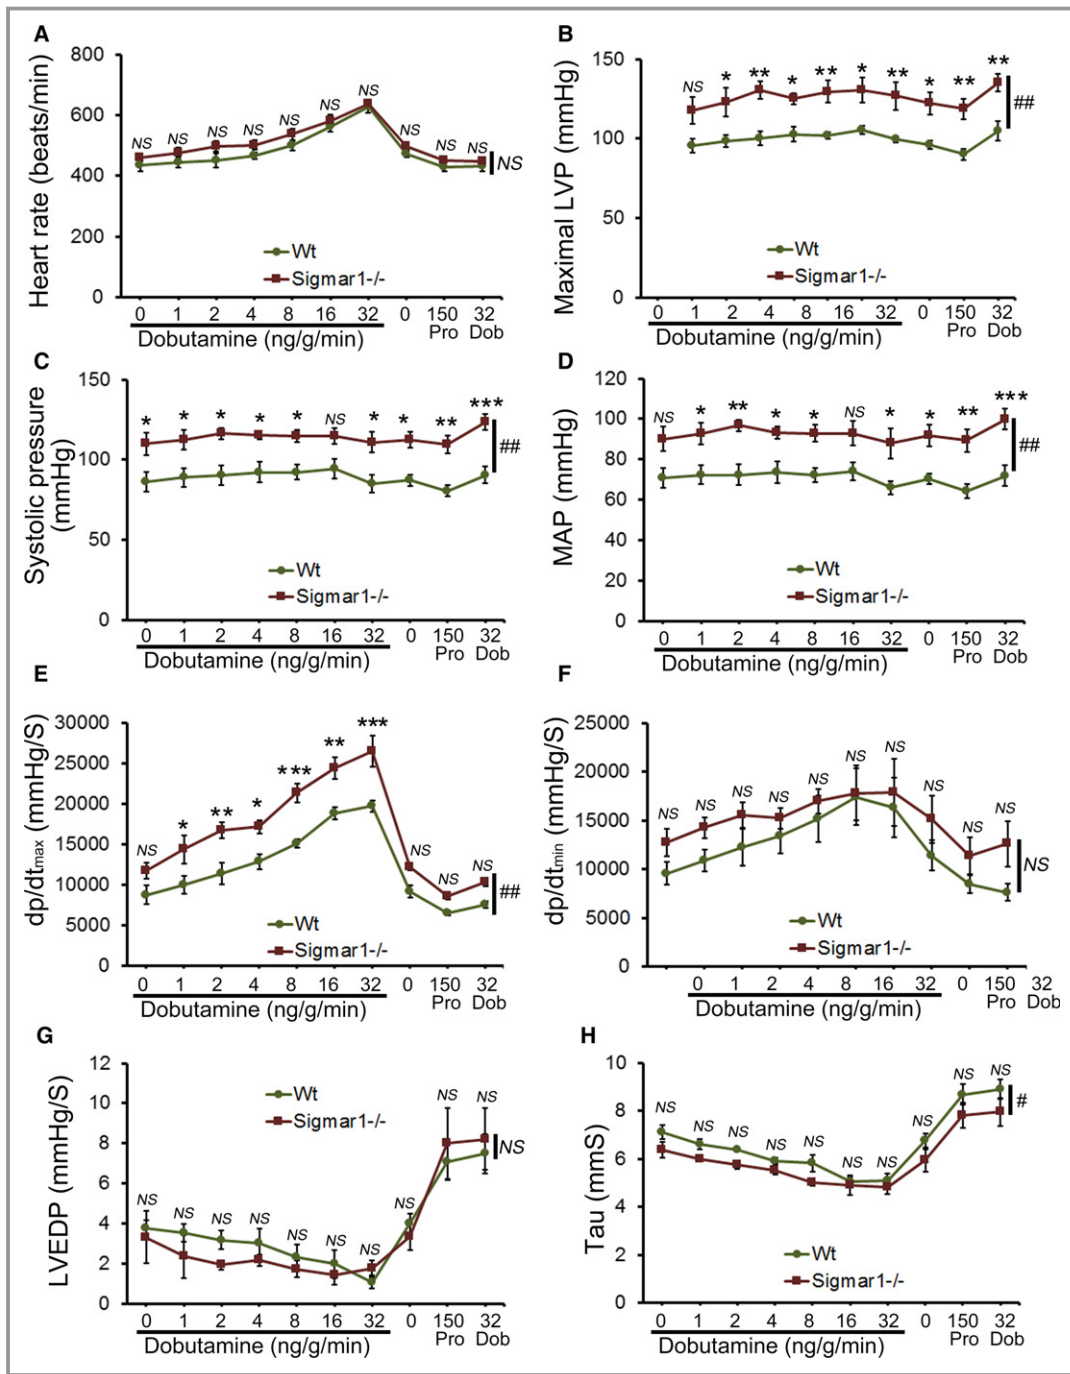 A
Heart rate (beats/min)
800
600
400
200
0
NS NS NS NS NS NS NS NS NS NS
NS
Wt
Sigmar1-/-
0 1 2 4 8 16 32 0 150 32
Pro Dob
Dobutamine (ng/g/min)
B
Maximal LVP (mmHg)
150
100
50
0
NS * ** * ** * ** * ** **
##
Wt
Sigmar1-/-
0 1 2 4 8 16 32 0 150 32
Pro Dob
Dobutamine (ng/g/min)
C
Systolic pressure
(mmHg)
150
100
50
0
* * * * * NS * * ** ***
##
Wt
Sigmar1-/-
0 1 2 4 8 16 32 0 150 32
Pro Dob
Dobutamine (ng/g/min)
D
MAP (mmHg)
120
100
80
60
40
20
0
NS * ** * * NS * * ** ***
##
Wt
Sigmar1-/-
0 1 2 4 8 16 32 0 150 32
Pro Dob
Dobutamine (ng/g/min)
E
dp/dtmax (mmHg/S)
30000
25000
20000
15000
10000
5000
0
NS * ** * *** ** *** NS NS NS
##
Wt
Sigmar1-/-
0 1 2 4 8 16 32 0 150 32
Pro Dob
Dobutamine (ng/g/min)
F
dp/dtmin (mmHg/S)
25000
20000
15000
10000
5000
0
NS NS NS NS NS NS NS NS NS NS
NS
Wt
Sigmar1-/-
0 1 2 4 8 16 32 0 150 32
Pro Dob
Dobutamine (ng/g/min)
G
LVEDP (mmHg/S)
12
10
8
6
4
2
0
NS NS NS NS NS NS NS NS NS NS
NS
Wt
Sigmar1-/-
0 1 2 4 8 16 32 0 150 32
Pro Dob
Dobutamine (ng/g/min)
H
Tau (mmS)
10
8
6
4
2
0
NS NS NS NS NS NS NS NS NS NS
#
Wt
Sigmar1-/-
0 1 2 4 8 16 32 0 150 32
Pro Dob
Dobutamine (ng/g/min)